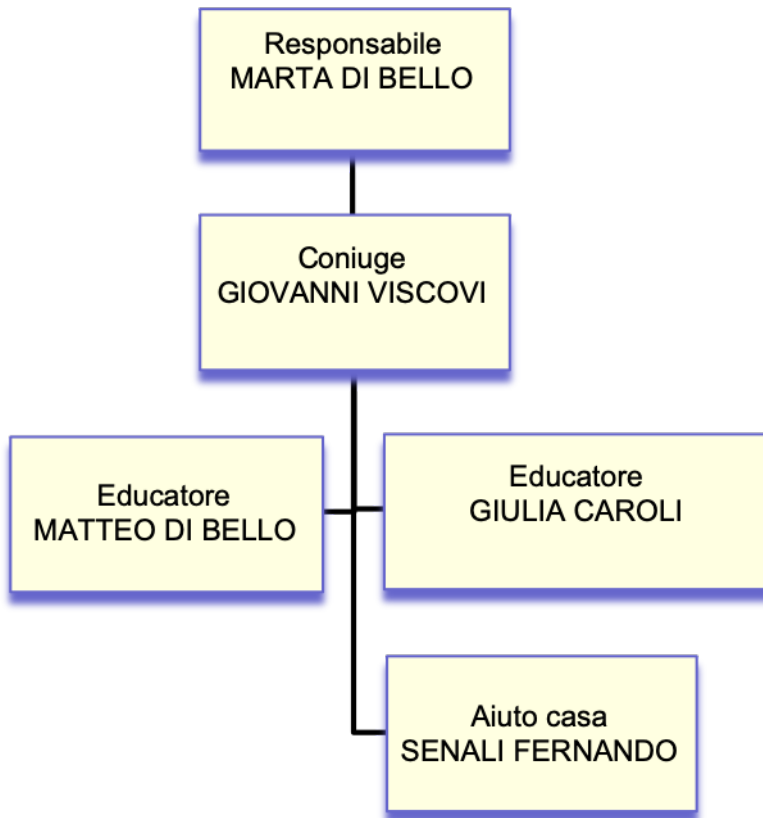 Responsabile
MARTA DI BELLO
Coniuge
GIOVANNI VISCOVI
Educatore
MATTEO DI BELLO
Educatore
GIULIA CAROLI
Aiuto casa
SENALI FERNANDO